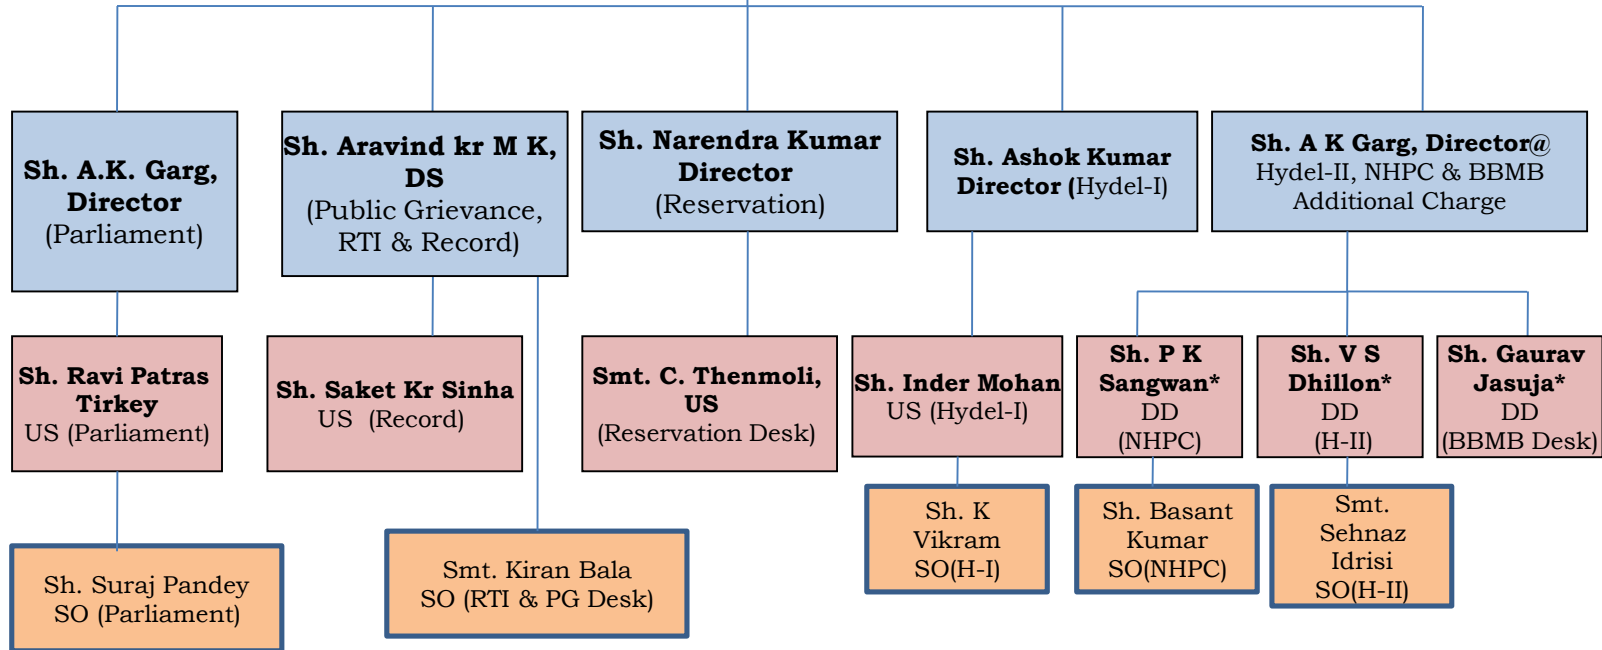 Sh. A.K. Garg,
Director
(Parliament)
Sh. Aravind kr M K,
DS
(Public Grievance,
RTI & Record)
Sh. Narendra Kumar
Director
(Reservation)
Sh. Ashok Kumar
Director (Hydel-I)
Sh. A K Garg, Director@
Hydel-II, NHPC & BBMB
Additional Charge
Sh. Ravi Patras
Tirkey
US (Parliament)
Sh. Saket Kr Sinha
US (Record)
Smt. C. Thenmoli,
US
(Reservation Desk)
Sh. Inder Mohan
US (Hydel-I)
Sh. P K
Sangwan*
DD
(NHPC)
Sh. V S
Dhillon*
DD
(H-II)
Sh. Gaurav
Jasuja*
DD
(BBMB Desk)
Sh. Suraj Pandey
SO (Parliament)
Smt. Kiran Bala
SO (RTI & PG Desk)
Sh. K
Vikram
SO(H-I)
Sh. Basant
Kumar
SO(NHPC)
Smt.
Sehnaz
Idrisi
SO(H-II)